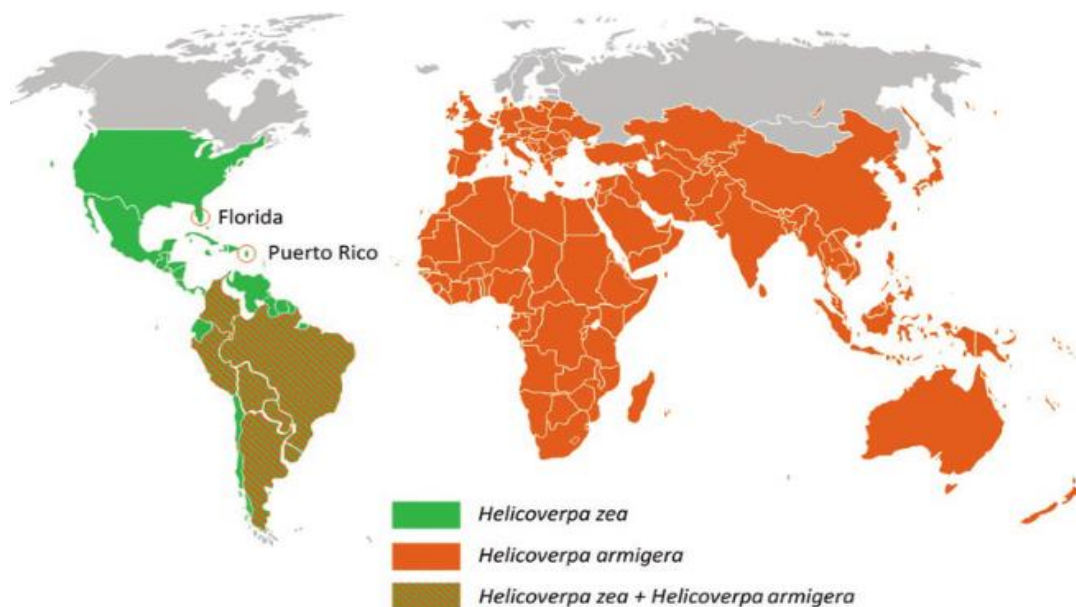 Florida
Puerto Rico
Helicoverpa zea
Helicoverpa armigera
Helicoverpa zea + Helicoverpa armigera